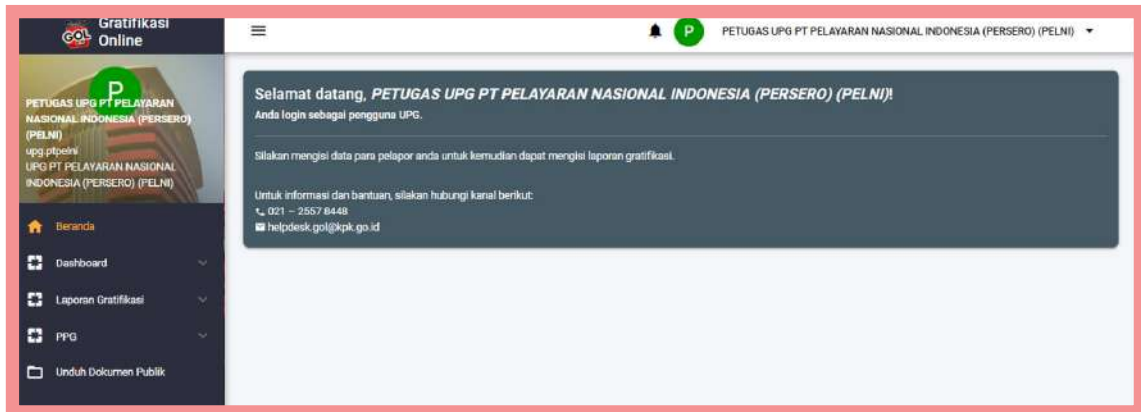 Gratifikasi
GOL Online
P PETUGAS UPG PT PELAYARAN NASIONAL INDONESIA (PERSERO) (PELNI)
P
PETUGAS UPG PT PELAYARAN
NASIONAL INDONESIA (PERSERO)
(PELNI)
upg.ptpelni
UPG PT PELAYARAN NASIONAL
INDONESIA (PERSERO) (PELNI)
Beranda
Dashboard
Laporan Gratifikasi
PPG
Unduh Dokumen Publik
Selamat datang, PETUGAS UPG PT PELAYARAN NASIONAL INDONESIA (PERSERO) (PELNI)!
Anda login sebagai pengguna UPG.
Silakan mengisi data para pelapor anda untuk kemudian dapat mengisi laporan gratifikasi.
Untuk informasi dan bantuan, silakan hubungi kanal berikut:
021 – 2557 8448
helpdesk.gol@kpk.go.id